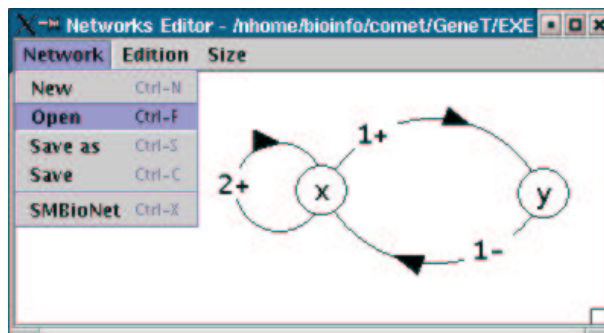 Networks Editor - /nhome/bioinfo/comet/GeneT/EXE
Network Edition Size
New Ctrl-N
Open Ctrl-F
Save as Ctrl-S
Save Ctrl-C
SMBioNet Ctrl-X
1+
2+
x
y
1-